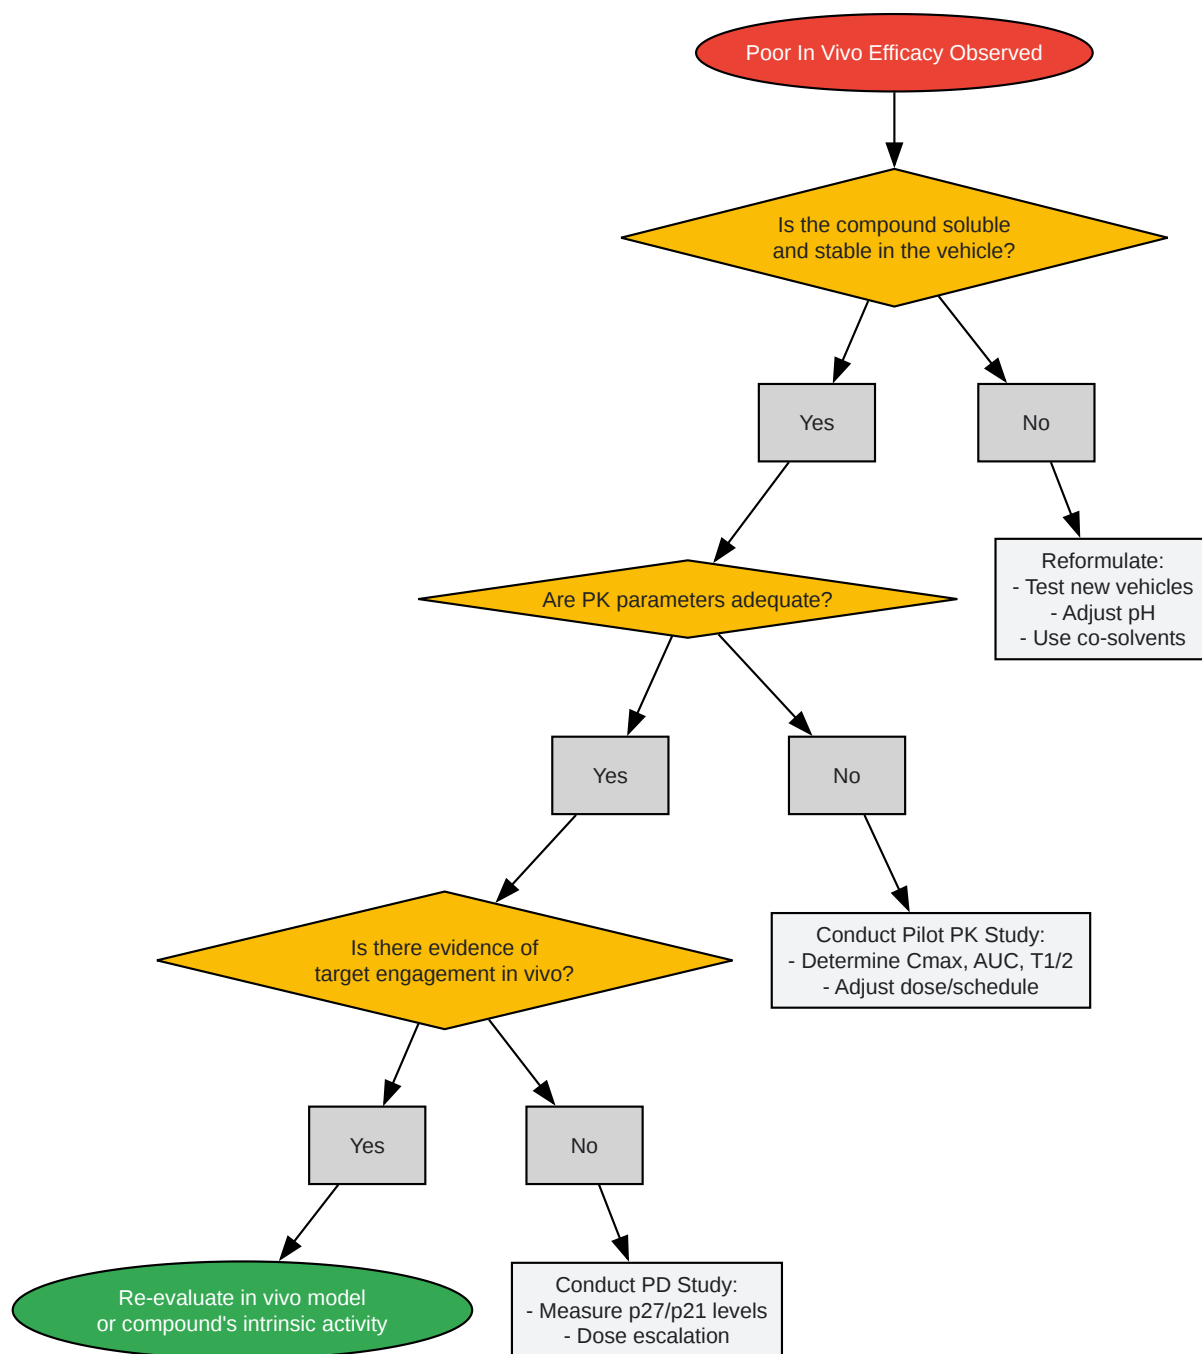 Poor In Vivo Efficacy Observed
Is the compound soluble
and stable in the vehicle?
Yes
No
Reformulate:
- Test new vehicles
- Adjust pH
- Use co-solvents
Are PK parameters adequate?
Yes
No
Conduct Pilot PK Study:
- Determine Cmax, AUC, T1/2
- Adjust dose/schedule
Is there evidence of
target engagement in vivo?
Yes
No
Re-evaluate in vivo model
or compound's intrinsic activity
Conduct PD Study:
- Measure p27/p21 levels
- Dose escalation